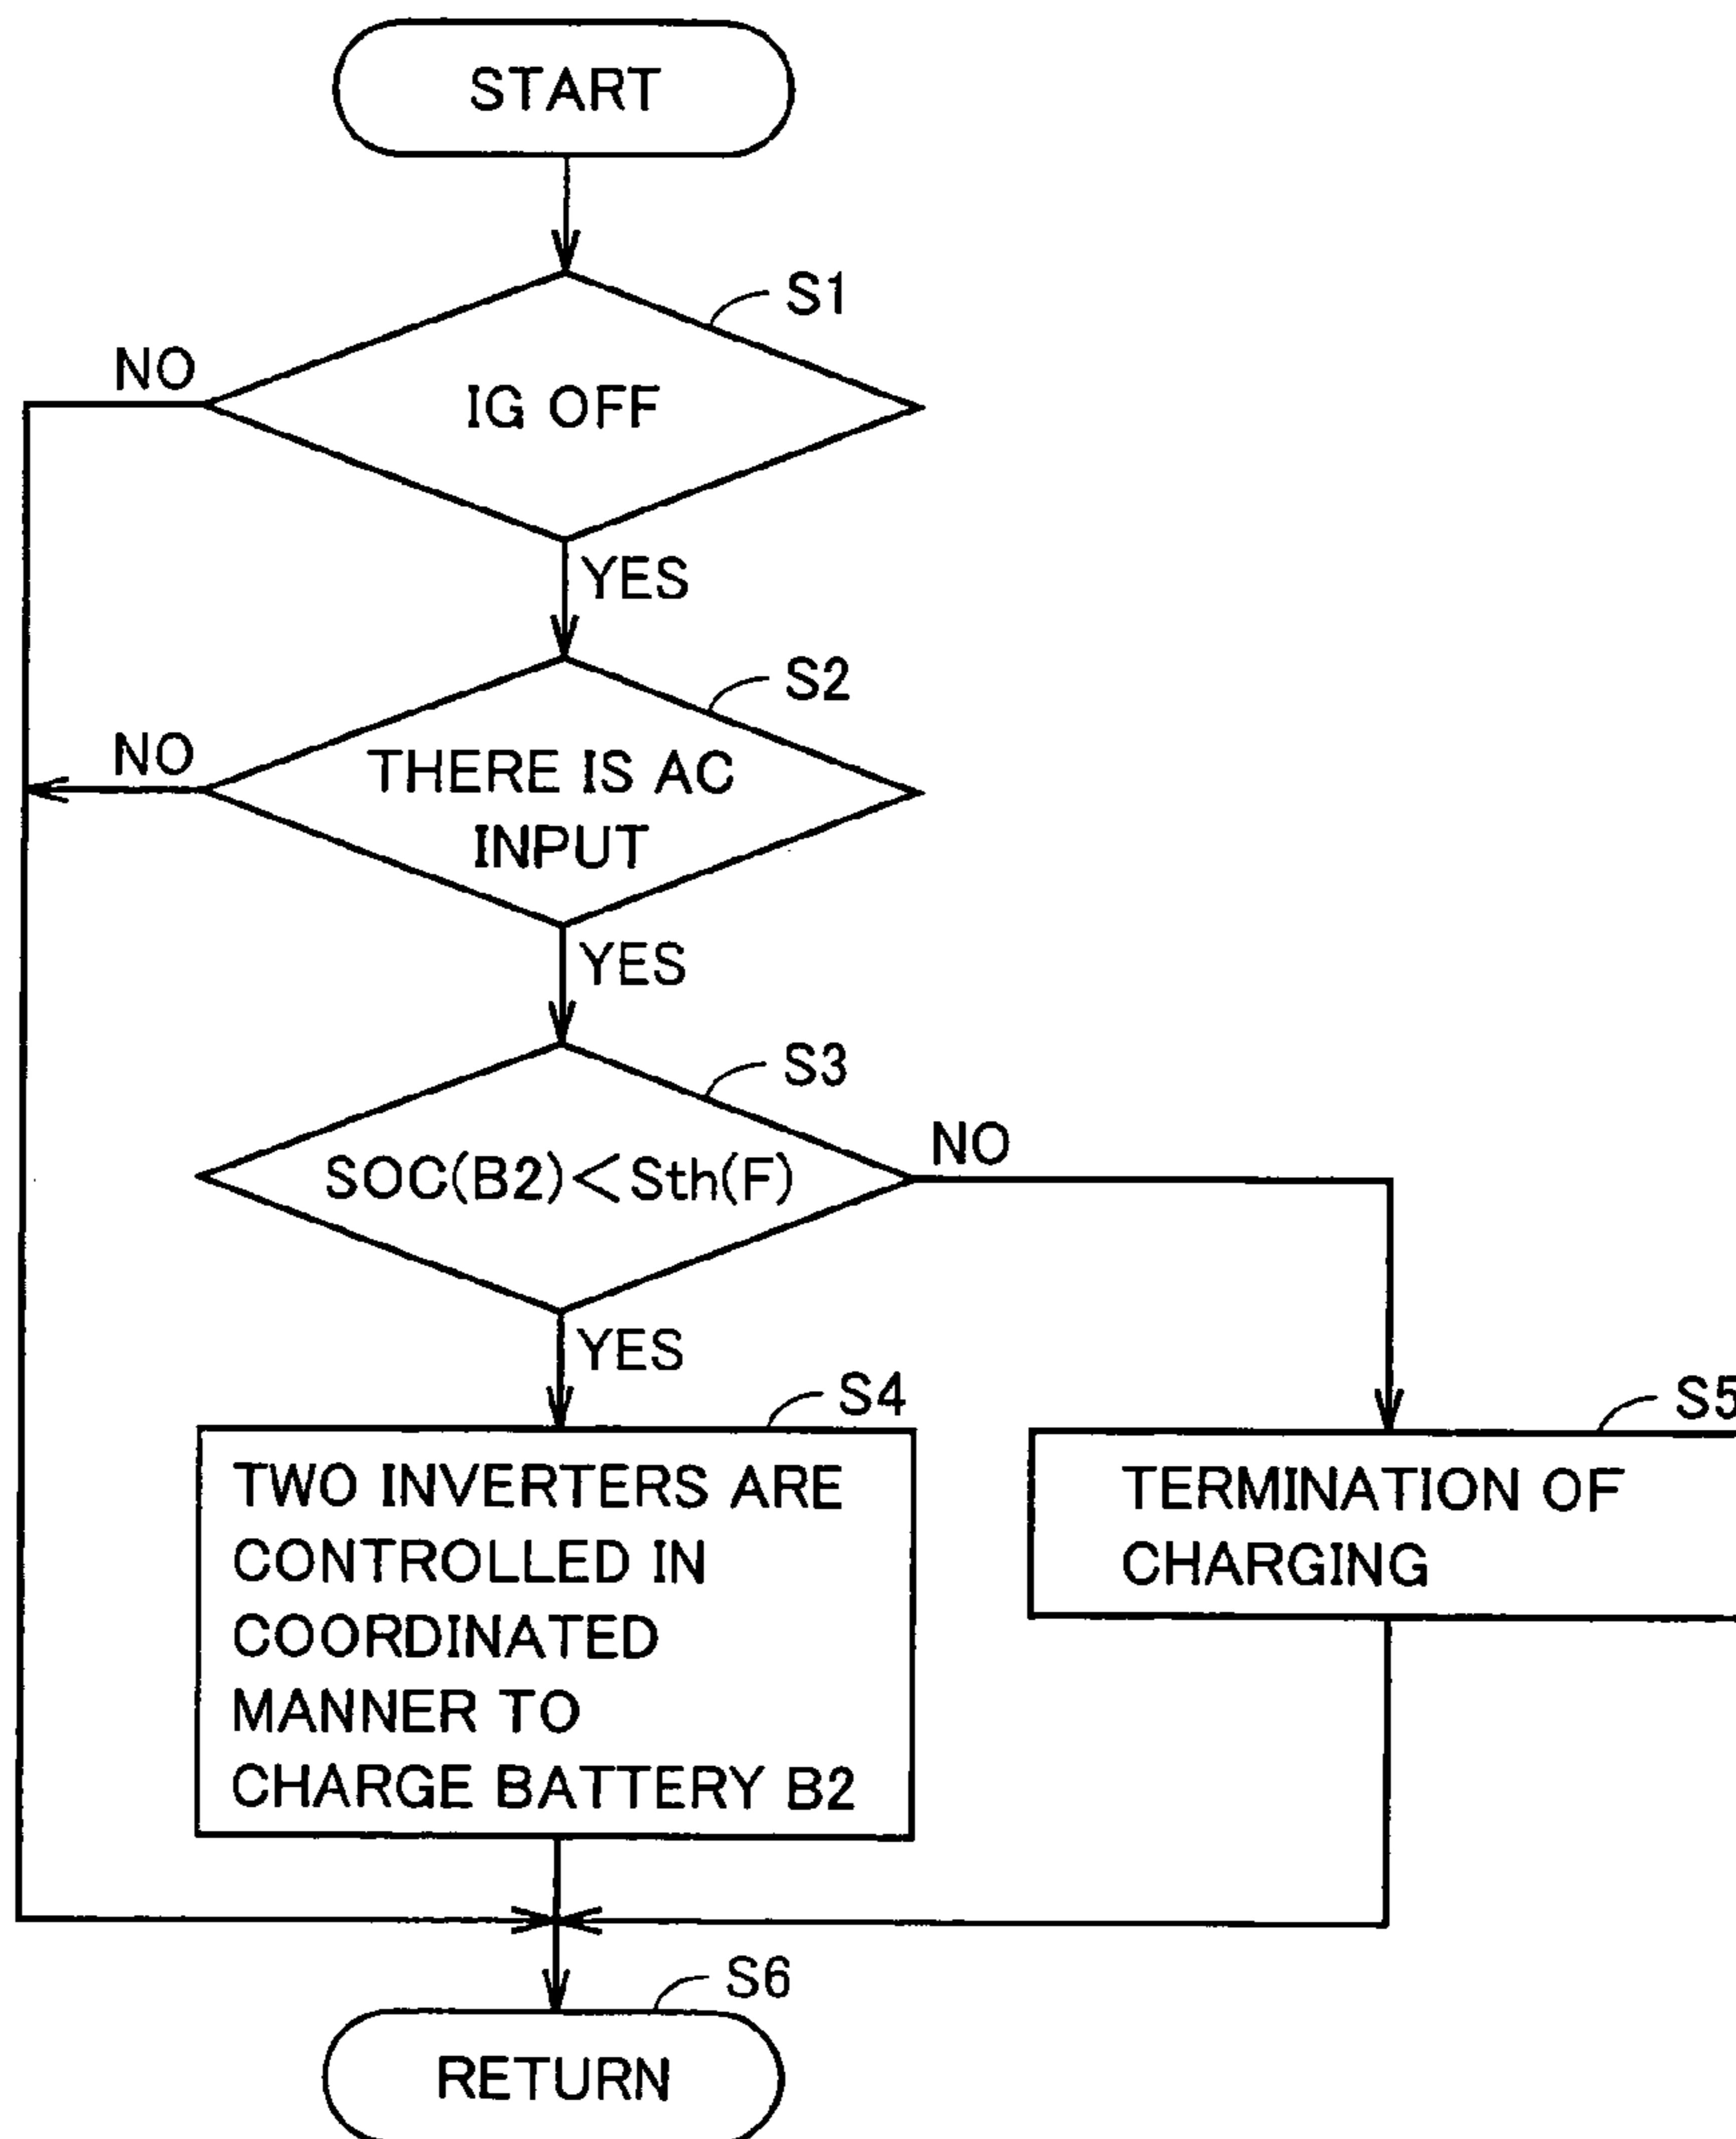 START
S1
NO
IG OFF
YES
S2
NO
THERE IS AC
INPUT
YES
S3
NO
SOC(B2)<Sth(F)
YES
S4
TWO INVERTERS ARE
CONTROLLED IN
COORDINATED
MANNER TO
CHARGE BATTERY B2
S5
TERMINATION OF
CHARGING
S6
RETURN